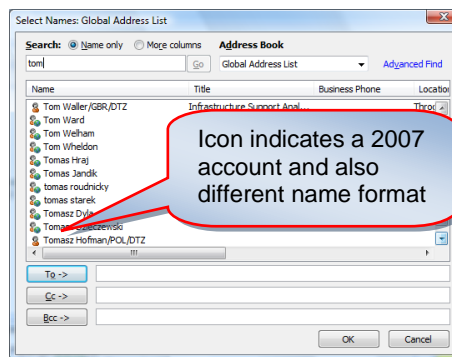 Select Names: Global Address List
Search: Name only More columns Address Book
tom Go Global Address List Advanced Find
Name Title Business Phone Location
Tom Waller/GBR/DTZ Infrastructure Support Anal... Throg
Tom Ward
Tom Welham
Tom Wheldon
Tomas Hraj
Tomas Jandik
tomas roudnicky
tomas starek
Tomasz Dyla
Tomasz
Tomasz Hofman/POL/DTZ
Icon indicates a 2007
account and also
different name format
To ->
Cc ->
Bcc ->
OK Cancel